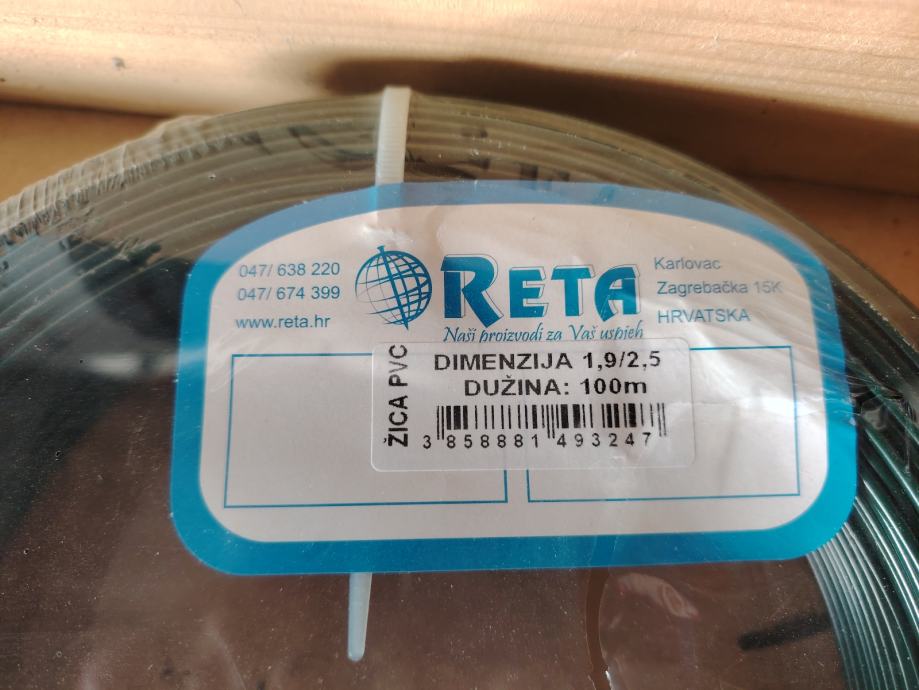 047/ 638 220
047/ 674 399
www.reta.hr
RETA
Naši proizvodi za Vaš uspjeh
Karlovac
Zagrebačka 15K
HRVATSKA
ŽICA PVC
DIMENZIJA 1,9/2,5
DUŽINA: 100m
3 858881 493247